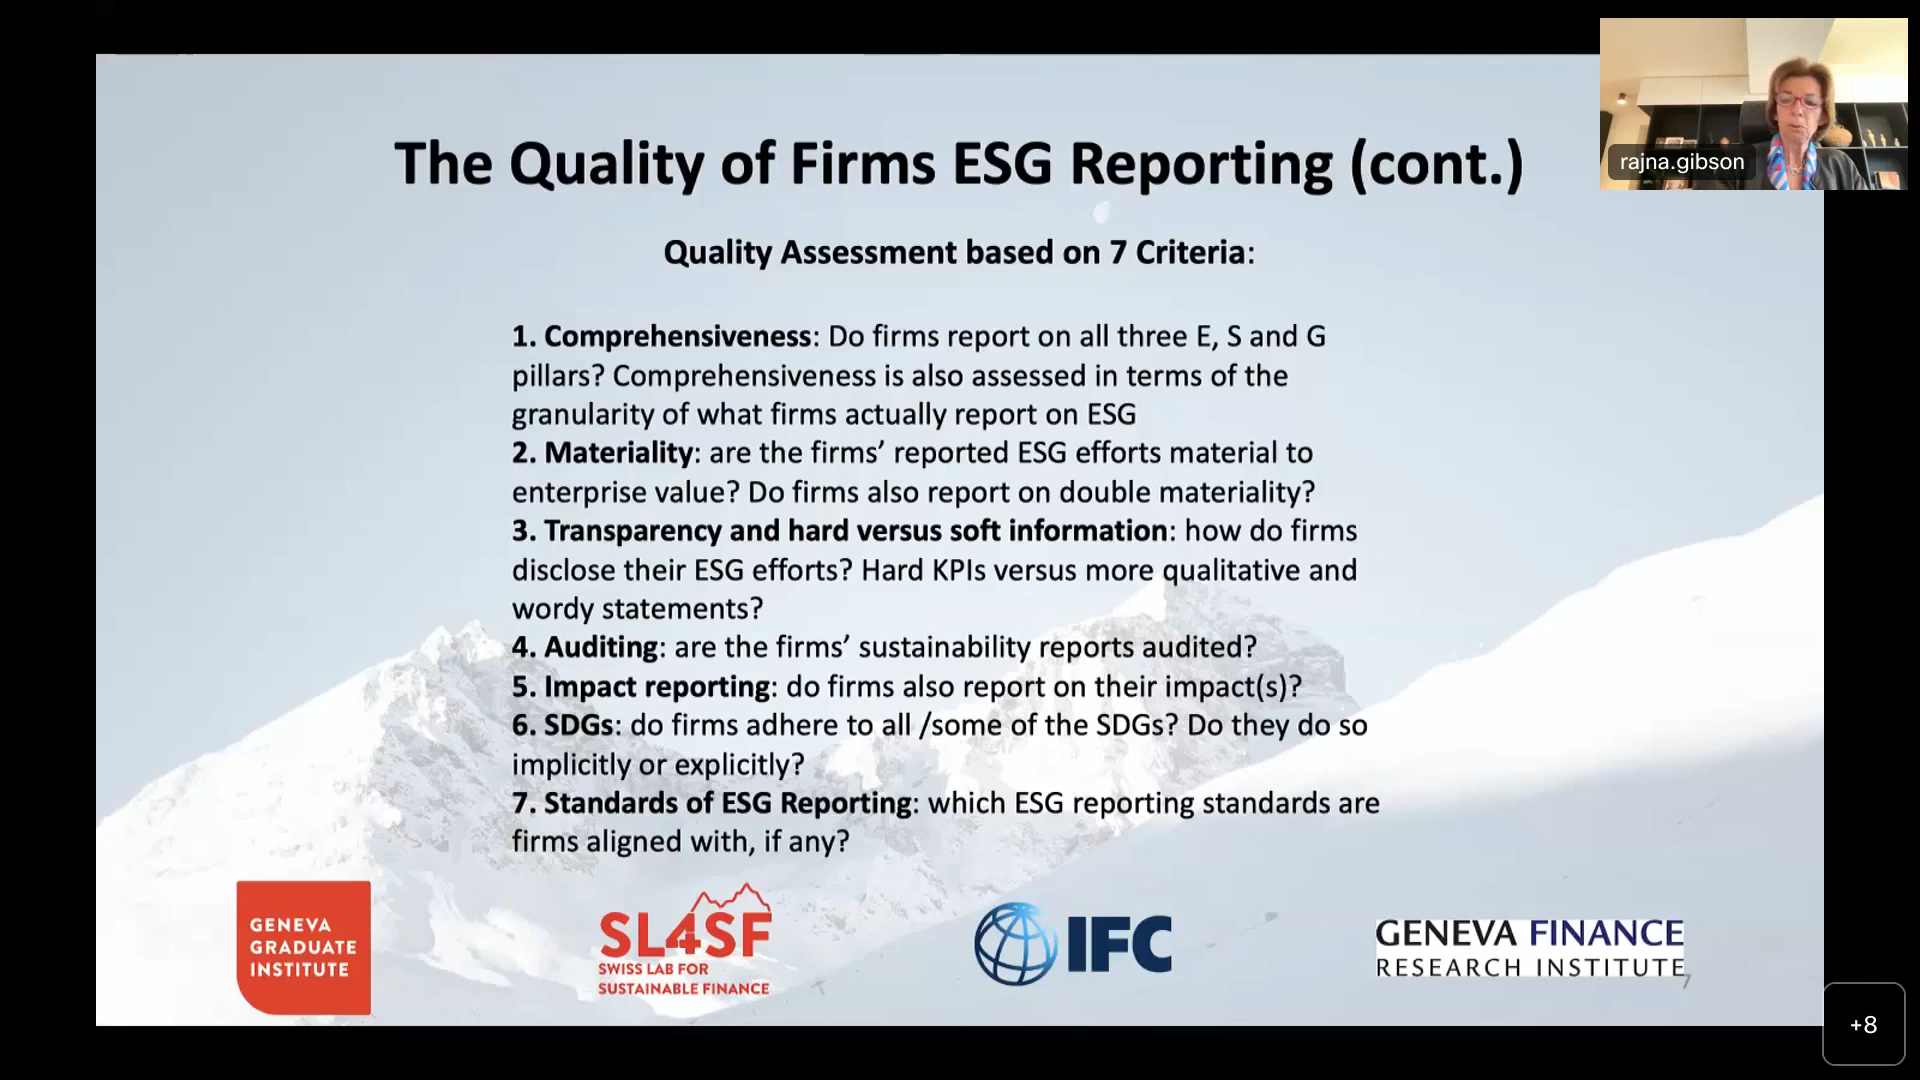 The Quality of Firms ESG Reporting (cont.)
rajna.gibson
Quality Assessment based on 7 Criteria:
1. Comprehensiveness: Do firms report on all three E, S and G
pillars? Comprehensiveness is also assessed in terms of the
granularity of what firms actually report on ESG
2. Materiality: are the firms’ reported ESG efforts material to
enterprise value? Do firms also report on double materiality?
3. Transparency and hard versus soft information: how do firms
disclose their ESG efforts? Hard KPIs versus more qualitative and
wordy statements?
4. Auditing: are the firms’ sustainability reports audited?
5. Impact reporting: do firms also report on their impact(s)?
6. SDGs: do firms adhere to all /some of the SDGs? Do they do so
implicitly or explicitly?
7. Standards of ESG Reporting: which ESG reporting standards are
firms aligned with, if any?
GENEVA
GRADUATE
INSTITUTE
SL4SF
SWISS LAB FOR
SUSTAINABLE FINANCE
IFC
GENEVA FINANCE
RESEARCH INSTITUTE
7
+8